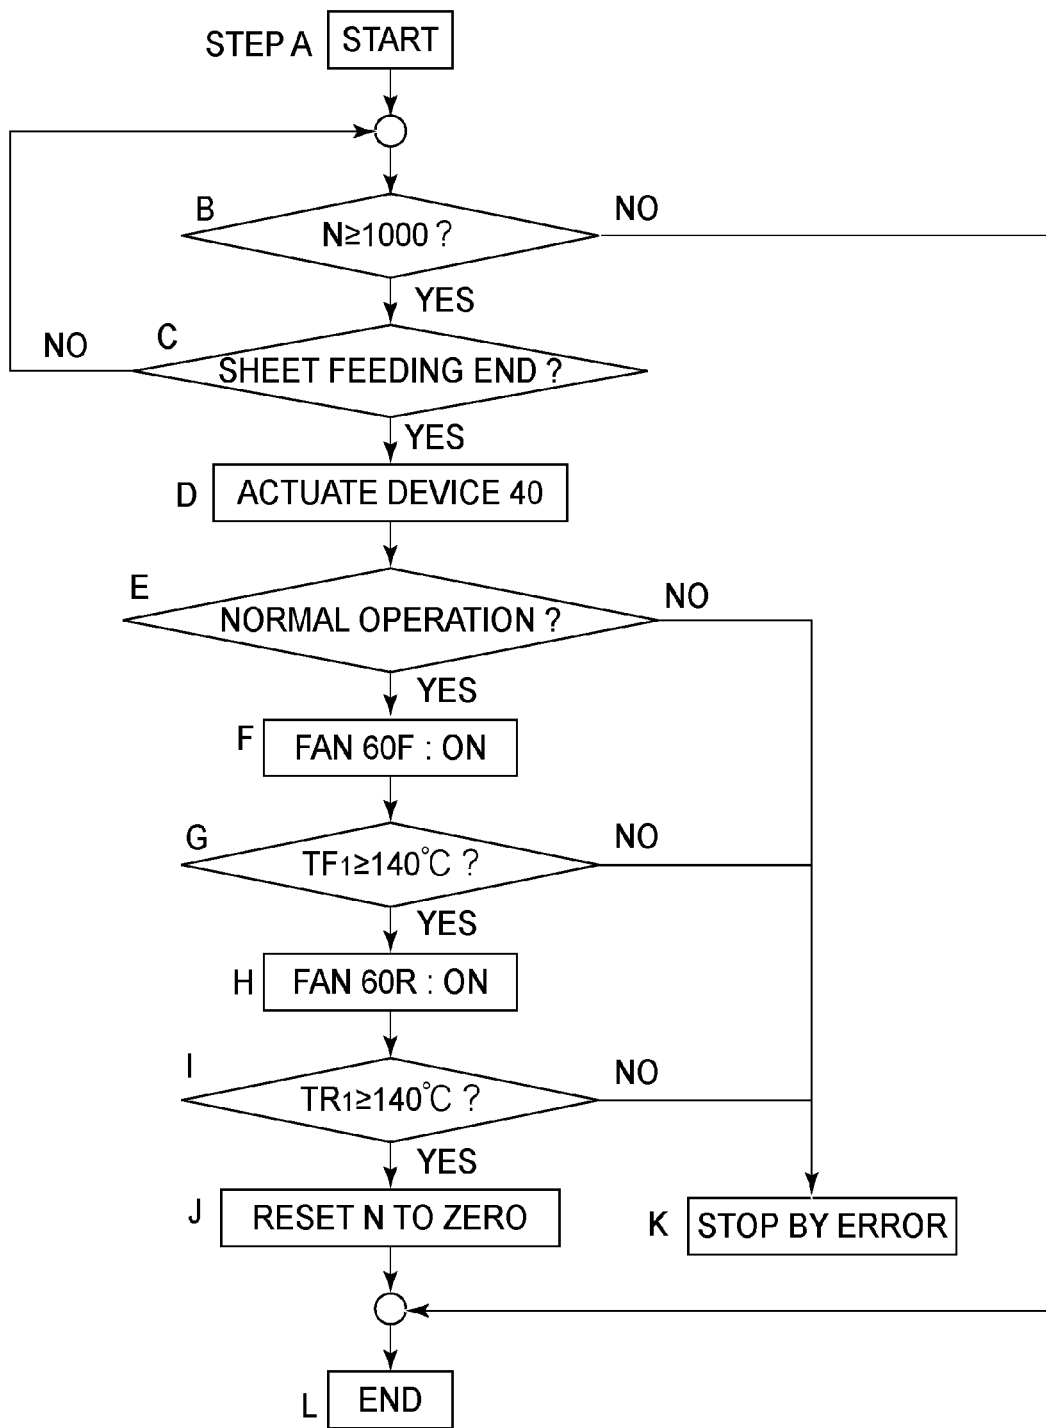 STEP A START
B N≥1000 ? NO
YES
NO C SHEET FEEDING END ?
YES
D ACTUATE DEVICE 40
E NORMAL OPERATION ? NO
YES
F FAN 60F : ON
G TF1≥140°C ? NO
YES
H FAN 60R : ON
I TR1≥140°C ? NO
YES
J RESET N TO ZERO
K STOP BY ERROR
L END